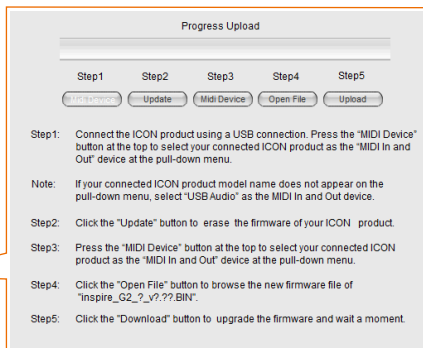 Progress Upload
Step1 Step2 Step3 Step4 Step5
Midi Device Update Midi Device Open File Upload
Step1: Connect the ICON product using a USB connection. Press the "MIDI Device"
button at the top to select your connected ICON product as the "MIDI In and
Out" device at the pull-down menu.
Note: If your connected ICON product model name does not appear on the
pull-down menu, select "USB Audio" as the MIDI In and Out device.
Step2: Click the "Update" button to erase the firmware of your ICON product.
Step3: Press the "MIDI Device" button at the top to select your connected ICON
product as the "MIDI In and Out" device at the pull-down menu.
Step4: Click the "Open File" button to browse the new firmware file of
"inspire_G2_?_v?.??.BIN".
Step5: Click the "Download" button to upgrade the firmware and wait a moment.